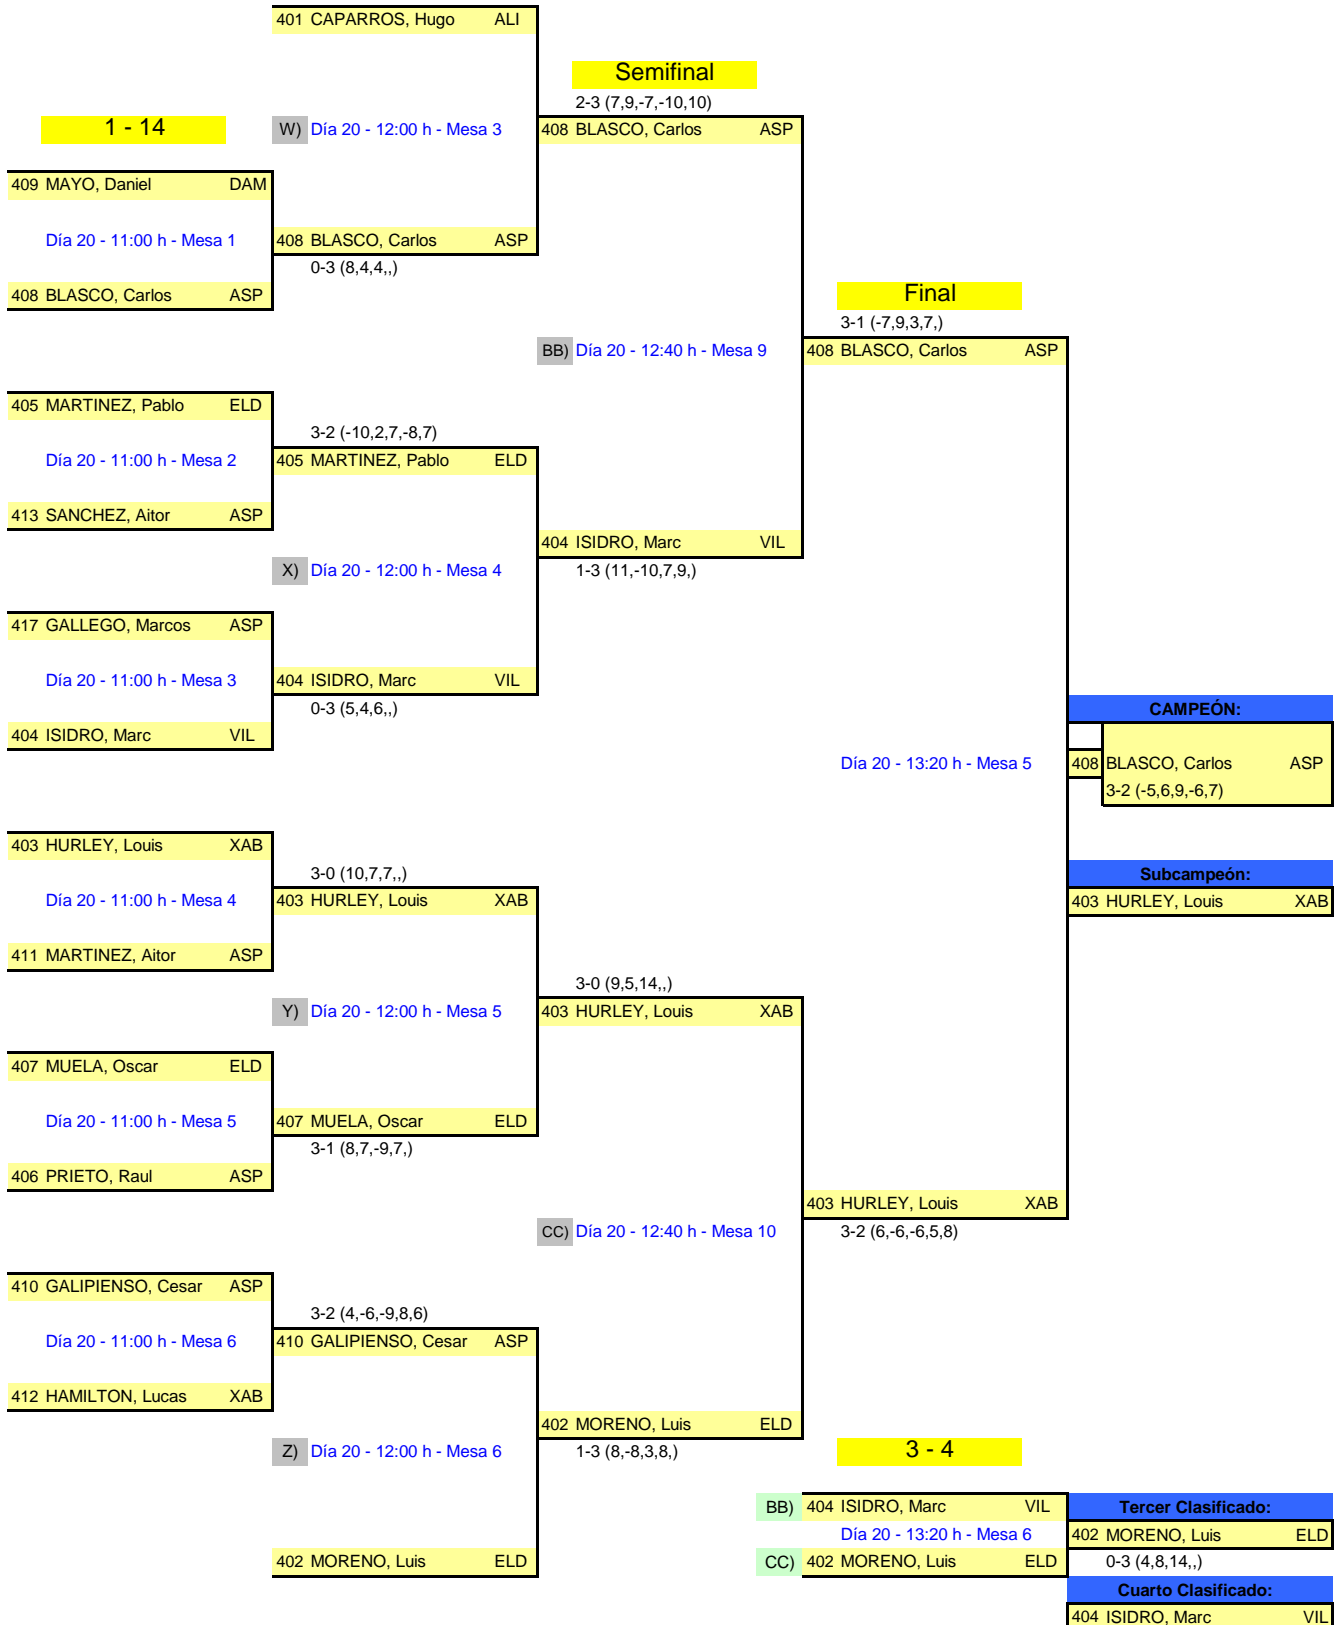 401 CAPARROS, Hugo ALI
Semifinal
2-3 (7,9,-7,-10,10)
1 - 14
W) Día 20 - 12:00 h - Mesa 3
408 BLASCO, Carlos ASP
409 MAYO, Daniel DAM
Día 20 - 11:00 h - Mesa 1
408 BLASCO, Carlos ASP
0-3 (8,4,4,,)
408 BLASCO, Carlos ASP
Final
3-1 (-7,9,3,7,)
BB) Día 20 - 12:40 h - Mesa 9
408 BLASCO, Carlos ASP
405 MARTINEZ, Pablo ELD
3-2 (-10,2,7,-8,7)
Día 20 - 11:00 h - Mesa 2
405 MARTINEZ, Pablo ELD
413 SANCHEZ, Aitor ASP
404 ISIDRO, Marc VIL
X) Día 20 - 12:00 h - Mesa 4
1-3 (11,-10,7,9,)
417 GALLEGO, Marcos ASP
Día 20 - 11:00 h - Mesa 3
404 ISIDRO, Marc VIL
0-3 (5,4,6,,)
CAMPEÓN:
404 ISIDRO, Marc VIL
Día 20 - 13:20 h - Mesa 5
408 BLASCO, Carlos ASP
3-2 (-5,6,9,-6,7)
403 HURLEY, Louis XAB
3-0 (10,7,7,,)
Subcampeón:
Día 20 - 11:00 h - Mesa 4
403 HURLEY, Louis XAB
403 HURLEY, Louis XAB
411 MARTINEZ, Aitor ASP
3-0 (9,5,14,,)
Y) Día 20 - 12:00 h - Mesa 5
403 HURLEY, Louis XAB
407 MUELA, Oscar ELD
Día 20 - 11:00 h - Mesa 5
407 MUELA, Oscar ELD
3-1 (8,7,-9,7,)
406 PRIETO, Raul ASP
403 HURLEY, Louis XAB
CC) Día 20 - 12:40 h - Mesa 10
3-2 (6,-6,-6,5,8)
410 GALIPIENSO, Cesar ASP
3-2 (4,-6,-9,8,6)
Día 20 - 11:00 h - Mesa 6
410 GALIPIENSO, Cesar ASP
412 HAMILTON, Lucas XAB
402 MORENO, Luis ELD
Z) Día 20 - 12:00 h - Mesa 6
1-3 (8,-8,3,8,)
3 - 4
BB) 404 ISIDRO, Marc VIL
Tercer Clasificado:
Día 20 - 13:20 h - Mesa 6
402 MORENO, Luis ELD
402 MORENO, Luis ELD
CC) 402 MORENO, Luis ELD
0-3 (4,8,14,,)
Cuarto Clasificado:
404 ISIDRO, Marc VIL